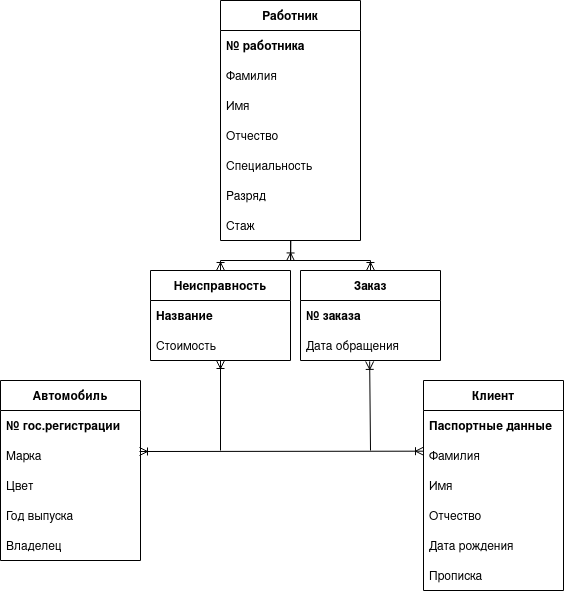 Работник
№ работника
Фамилия
Имя
Отчество
Специальность
Разряд
Стаж
Неисправность
Название
Стоимость
Заказ
№ заказа
Дата обращения
Автомобиль
№ гос.регистрации
Марка
Цвет
Год выпуска
Владелец
Клиент
Паспортные данные
Фамилия
Имя
Отчество
Дата рождения
Прописка